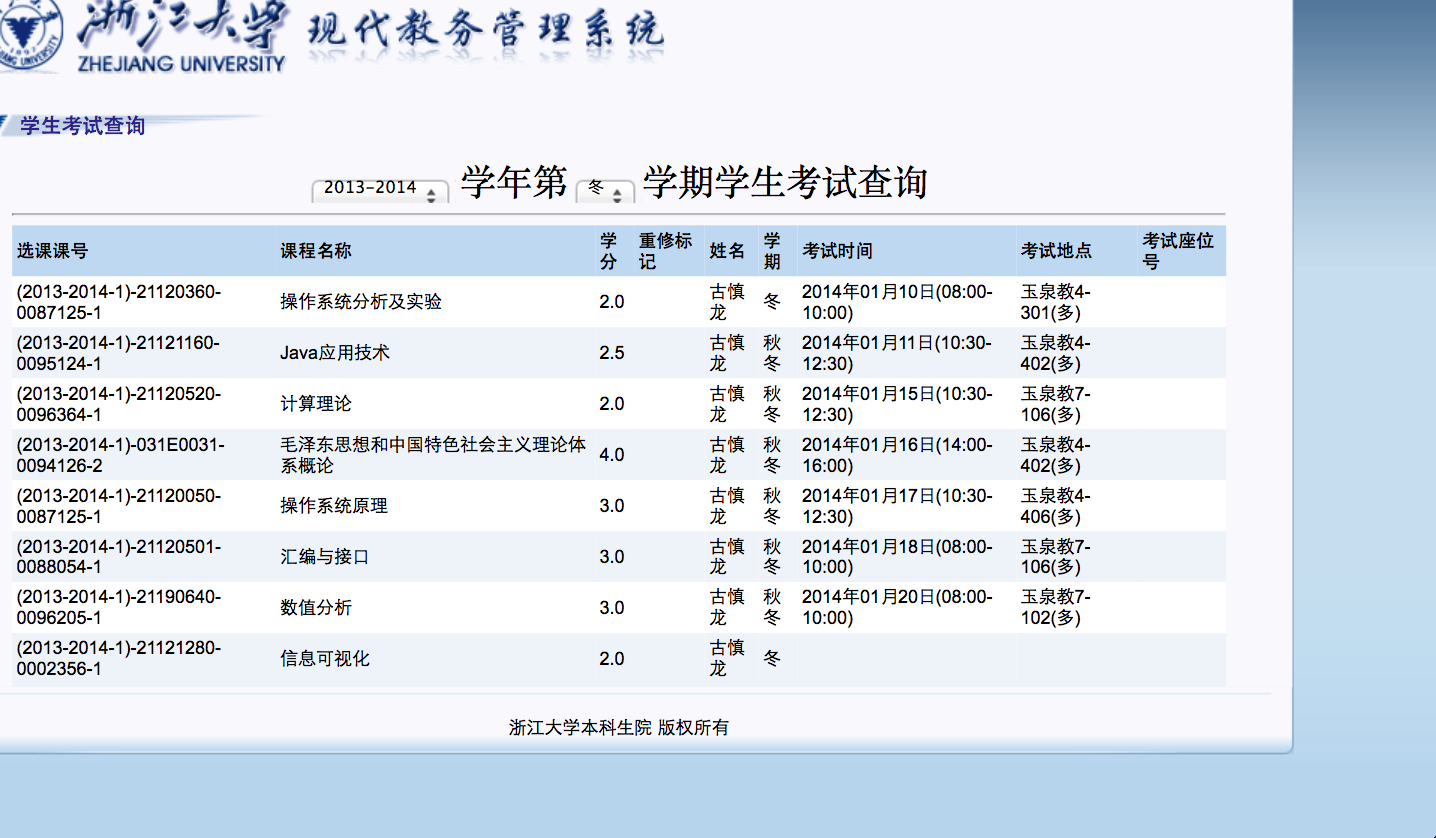 浙江大学 现代教务管理系统
ZHEJIANG UNIVERSITY
学生考试查询
2013-2014 学年第 冬 学期学生考试查询
选课课号 课程名称 学分 重修标记 姓名 学期 考试时间 考试地点 考试座位号
(2013-2014-1)-21120360-0087125-1 操作系统分析及实验 2.0 古慎龙 冬 2014年01月10日(08:00-10:00) 玉泉教4-301(多)
(2013-2014-1)-21121160-0095124-1 Java应用技术 2.5 古慎龙 秋冬 2014年01月11日(10:30-12:30) 玉泉教4-402(多)
(2013-2014-1)-21120520-0096364-1 计算理论 2.0 古慎龙 秋冬 2014年01月15日(10:30-12:30) 玉泉教7-106(多)
(2013-2014-1)-031E0031-0094126-2 毛泽东思想和中国特色社会主义理论体系概论 4.0 古慎龙 秋冬 2014年01月16日(14:00-16:00) 玉泉教4-402(多)
(2013-2014-1)-21120050-0087125-1 操作系统原理 3.0 古慎龙 秋冬 2014年01月17日(10:30-12:30) 玉泉教4-406(多)
(2013-2014-1)-21120501-0088054-1 汇编与接口 3.0 古慎龙 秋冬 2014年01月18日(08:00-10:00) 玉泉教7-106(多)
(2013-2014-1)-21190640-0096205-1 数值分析 3.0 古慎龙 秋冬 2014年01月20日(08:00-10:00) 玉泉教7-102(多)
(2013-2014-1)-21121280-0002356-1 信息可视化 2.0 古慎龙 冬
浙江大学本科生院 版权所有